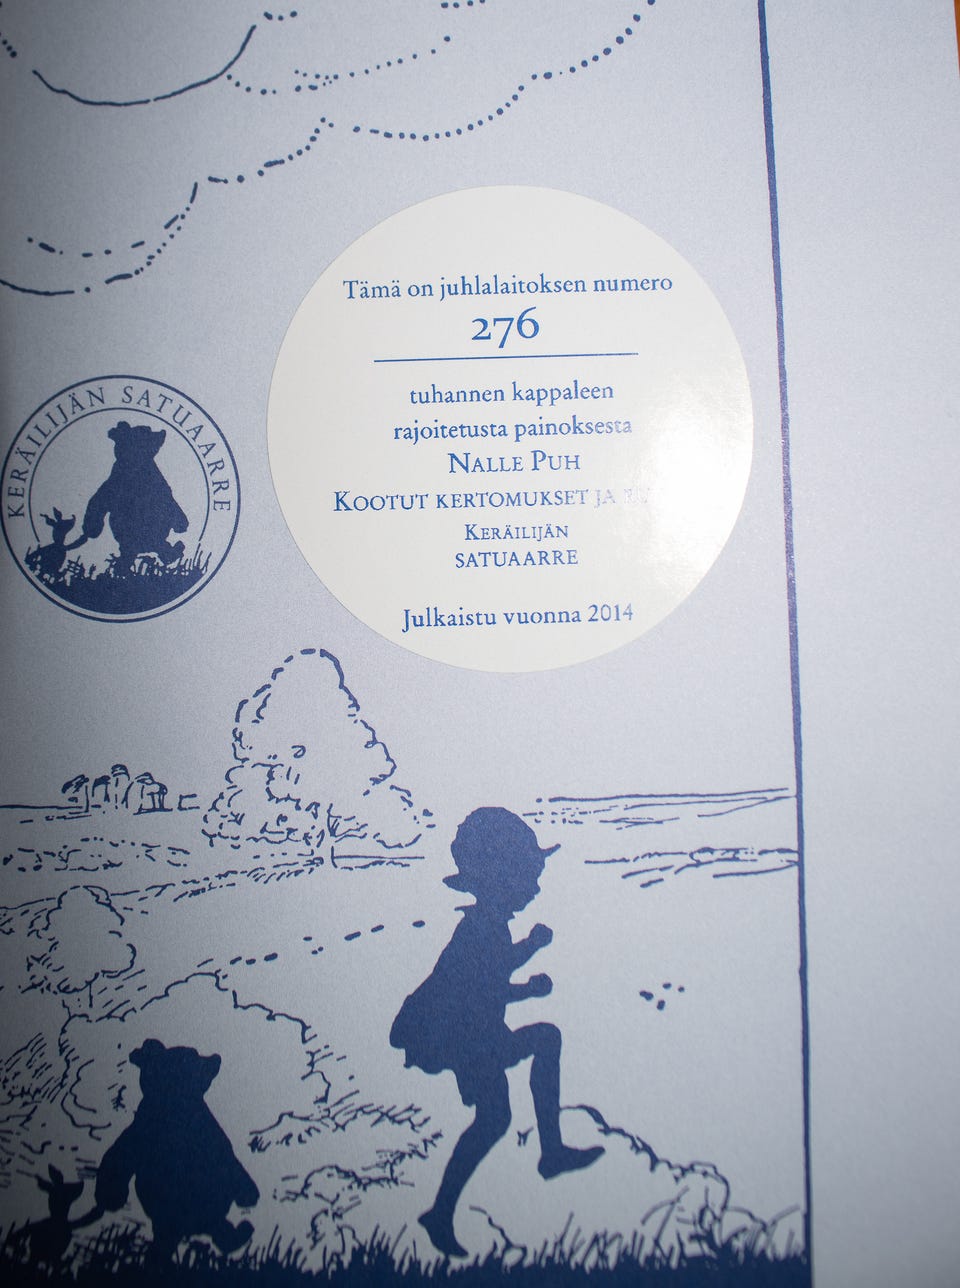 Tämä on juhlalaitoksen numero
276
tuhannen kappaleen
rajoitetusta painoksesta
NALLE PUH
KOOTUT KERTOMUKSET JA
KERÄILIJÄN
SATUAARRE
Julkaistu vuonna 2014
KERÄILIJÄN SATUAARRE